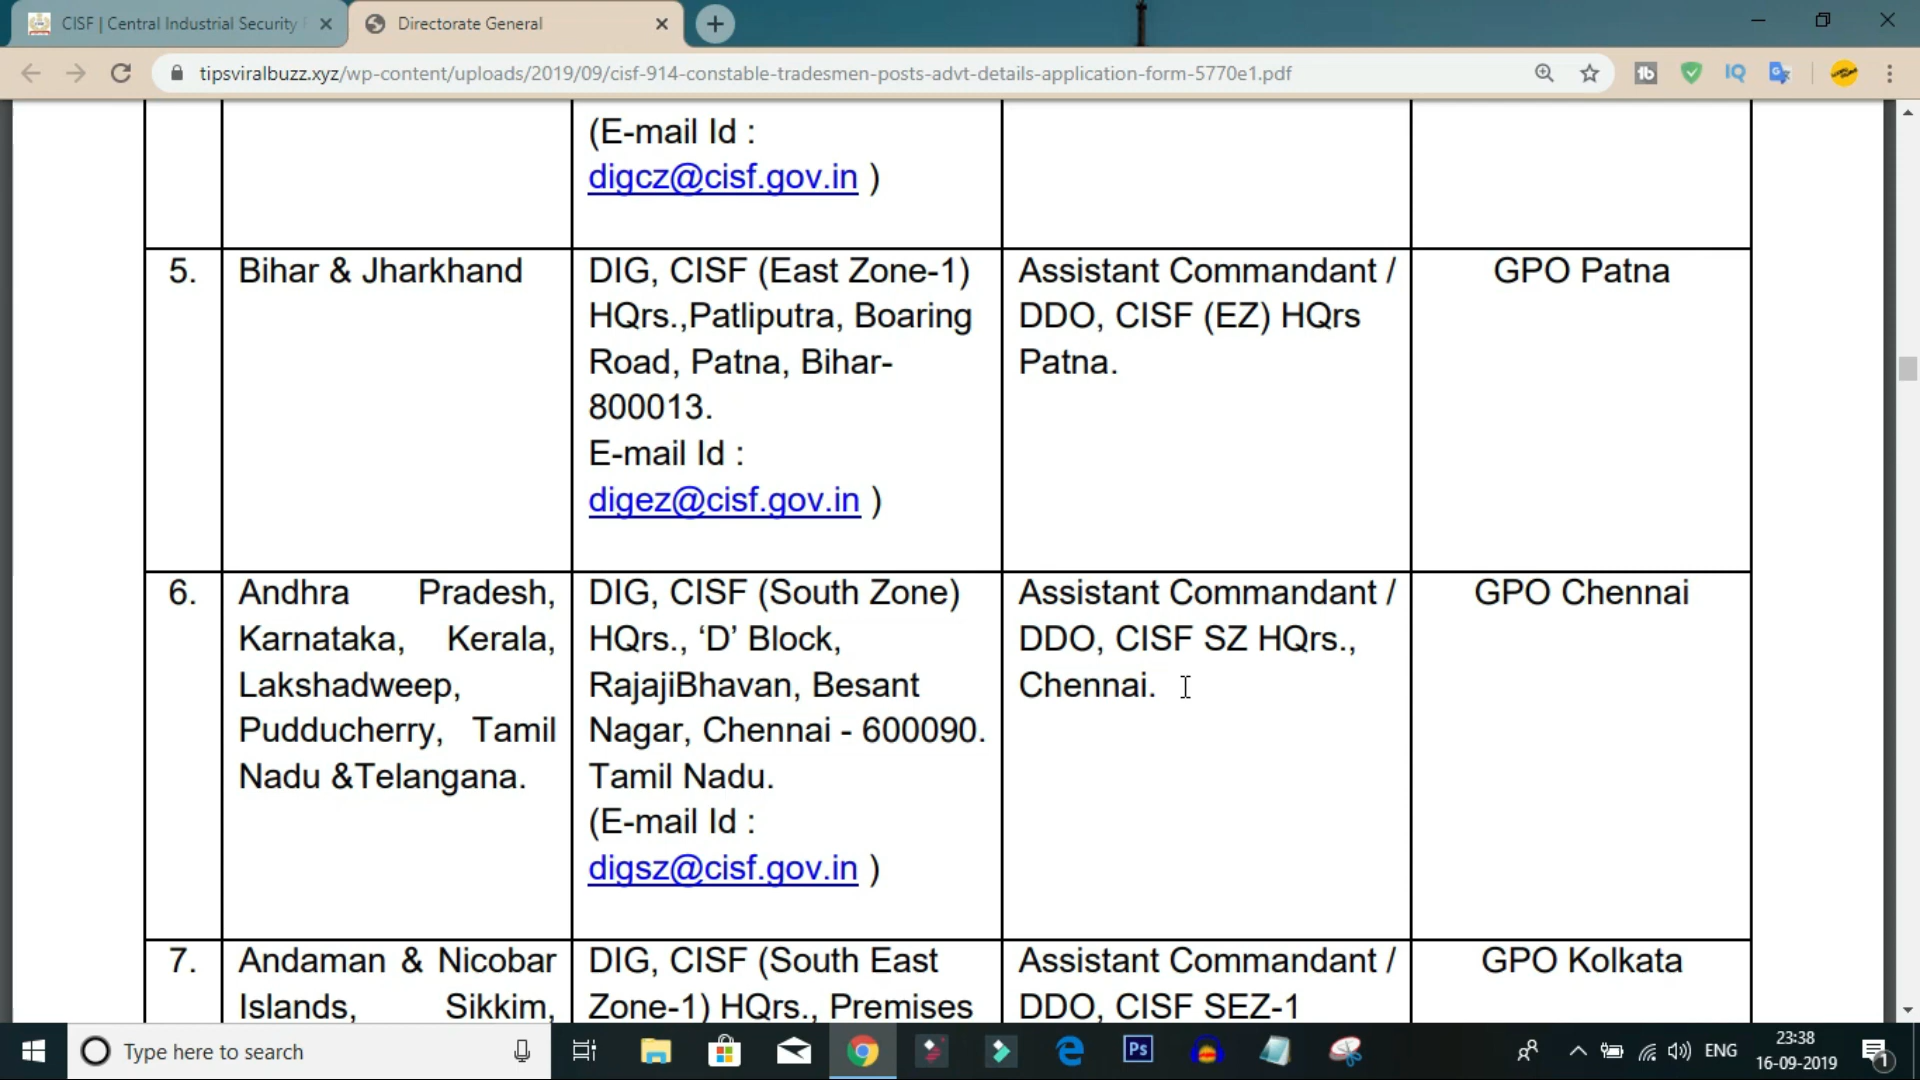 CISF | Central Industrial Security F
Directorate General
tipsviralbuzz.xyz/wp-content/uploads/2019/09/cisf-914-constable-tradesmen-posts-advt-details-application-form-5770e1.pdf
(E-mail Id :
digcz@cisf.gov.in )
5.
Bihar & Jharkhand
DIG, CISF (East Zone-1)
HQrs.,Patliputra, Boaring
Road, Patna, Bihar-
800013.
E-mail Id :
digez@cisf.gov.in )
Assistant Commandant /
DDO, CISF (EZ) HQrs
Patna.
GPO Patna
6.
Andhra Pradesh,
Karnataka, Kerala,
Lakshadweep,
Pudducherry, Tamil
Nadu &Telangana.
DIG, CISF (South Zone)
HQrs., ‘D’ Block,
RajajiBhavan, Besant
Nagar, Chennai - 600090.
Tamil Nadu.
(E-mail Id :
digsz@cisf.gov.in )
Assistant Commandant /
DDO, CISF SZ HQrs.,
Chennai.
GPO Chennai
7.
Andaman & Nicobar
Islands, Sikkim,
DIG, CISF (South East
Zone-1) HQrs., Premises
Assistant Commandant /
DDO, CISF SEZ-1
GPO Kolkata
Type here to search
Ps
ENG
23:38
16-09-2019
1